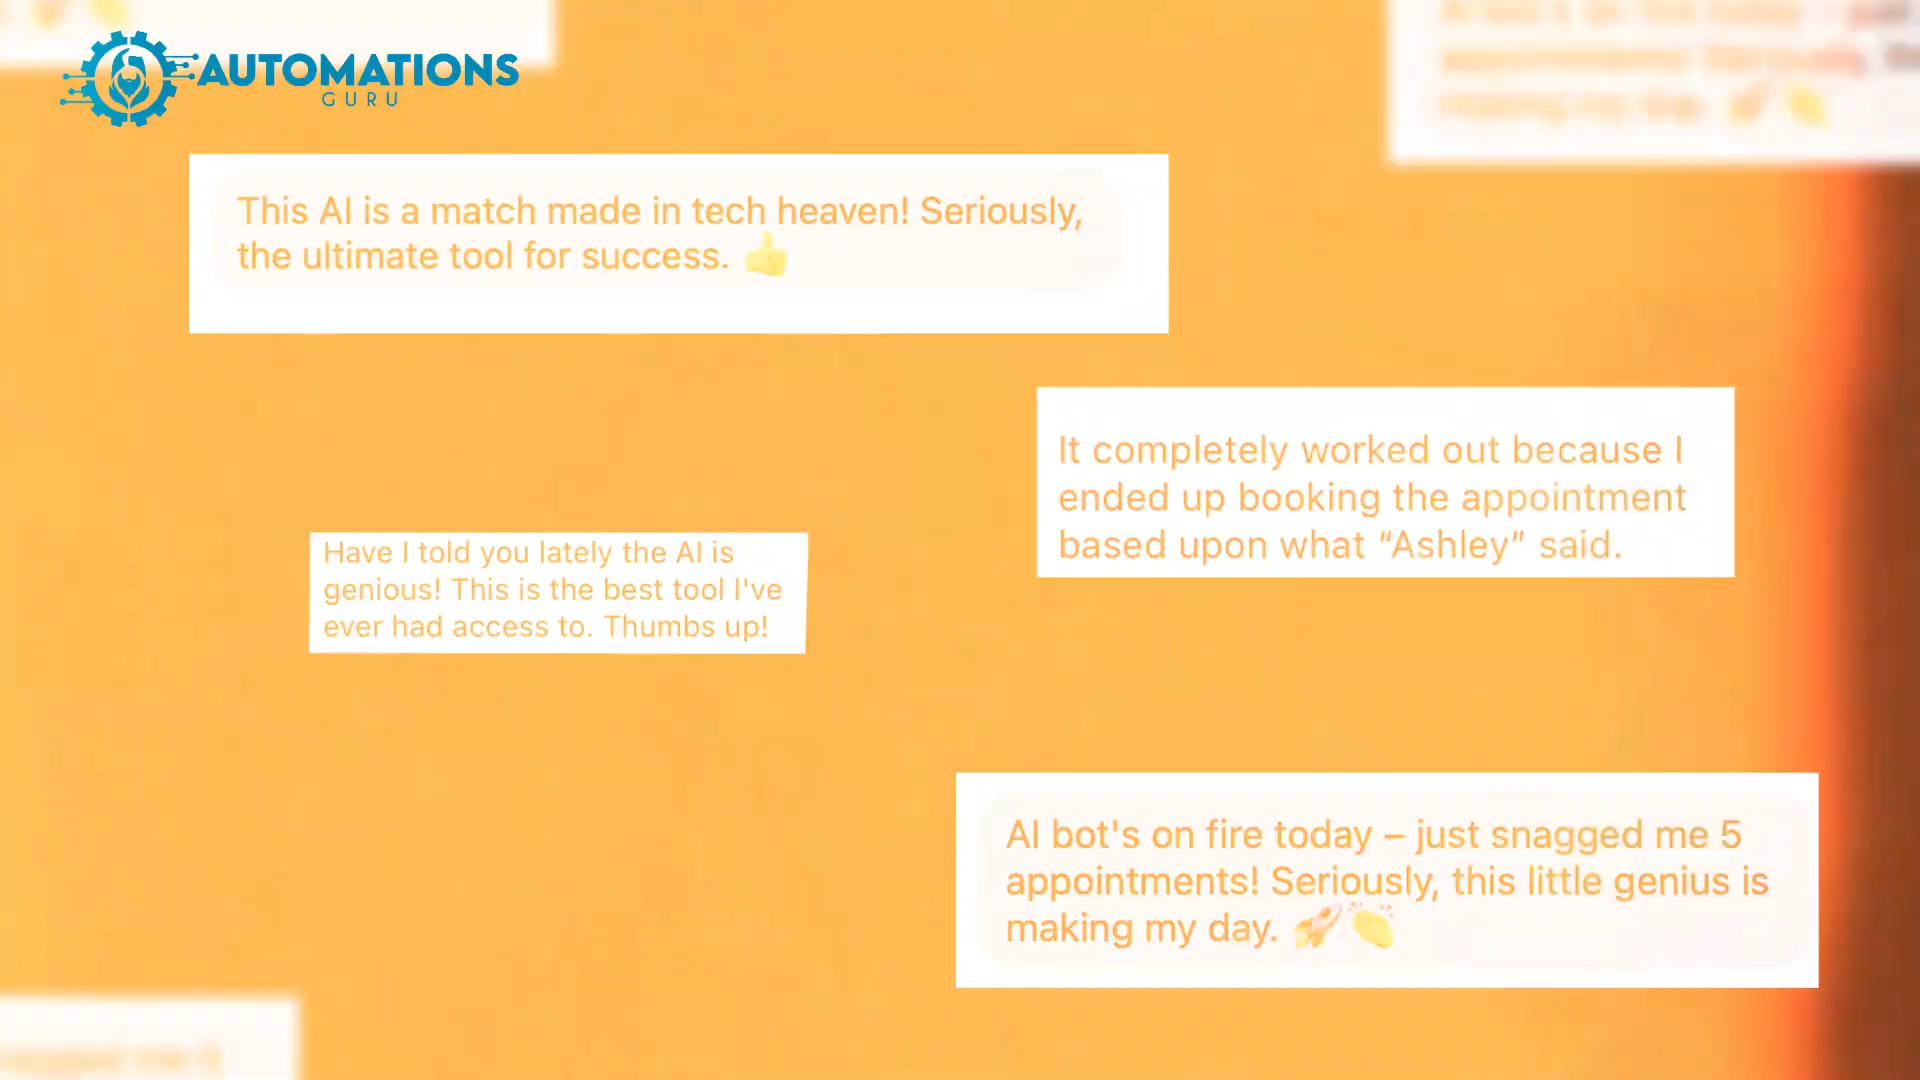 AUTOMATIONS
GURU
This AI is a match made in tech heaven! Seriously,
the ultimate tool for success. 👍
It completely worked out because I
ended up booking the appointment
based upon what “Ashley” said.
Have I told you lately the AI is
genious! This is the best tool I've
ever had access to. Thumbs up!
AI bot's on fire today – just snagged me 5
appointments! Seriously, this little genius is
making my day. 🚀👏
making my day. 🚀👏